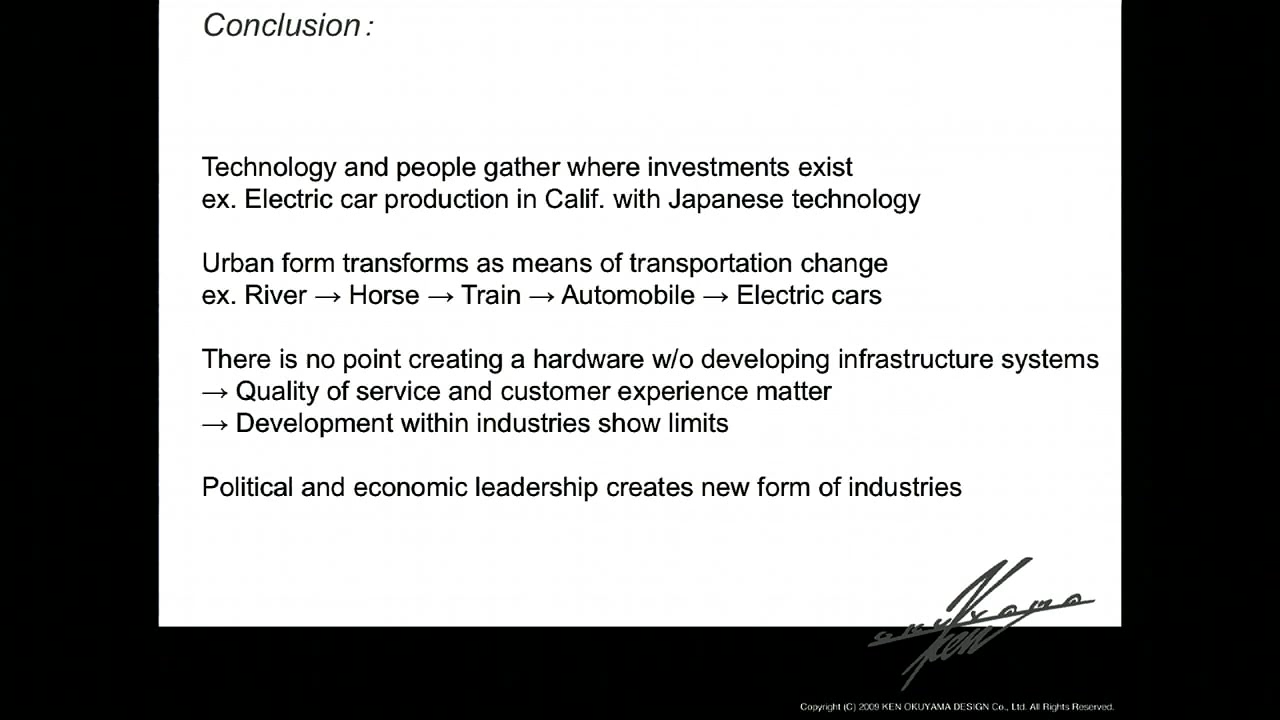 Conclusion :
Technology and people gather where investments exist
ex. Electric car production in Calif. with Japanese technology
Urban form transforms as means of transportation change
ex. River → Horse → Train → Automobile → Electric cars
There is no point creating a hardware w/o developing infrastructure systems
→ Quality of service and customer experience matter
→ Development within industries show limits
Political and economic leadership creates new form of industries
okuyama
ken
Copyright (C) 2009 KEN OKUYAMA DESIGN Co., Ltd. All Rights Reserved.